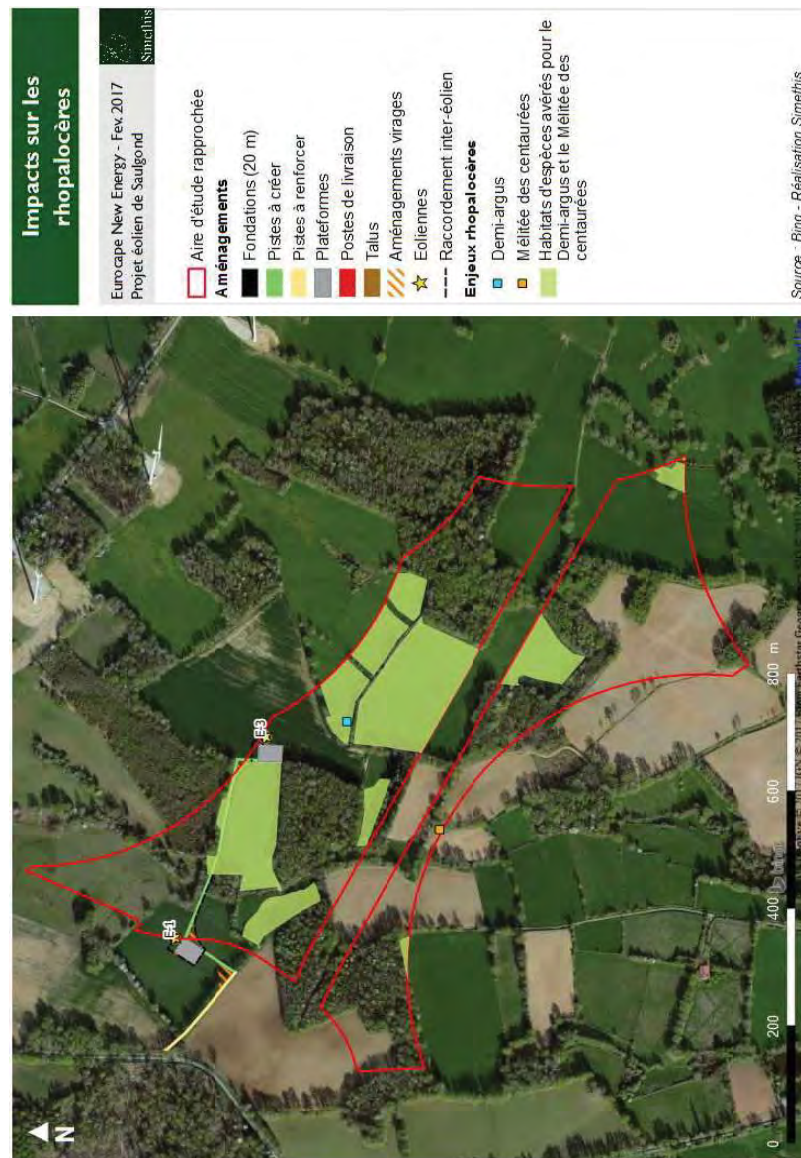 Impacts sur les
rhopalocères
Eurocape New Energy - Fev. 2017
Projet éolien de Saulgond
Simethis
Aire d'étude rapprochée
Aménagements
Fondations (20 m)
Pistes à créer
Pistes à renforcer
Plateformes
Postes de livraison
Talus
Aménagements virages
Eoliennes
Raccordement inter-éolien
Enjeux rhopalocères
Demi-argus
Mélitée des centaurées
Habitats d'espèces avérés pour le
Demi-argus et le Mélitée des
centaurées
Source : Bing - Réalisation Simethis
N
E1
E3
0 200 400 600 800 m
bing